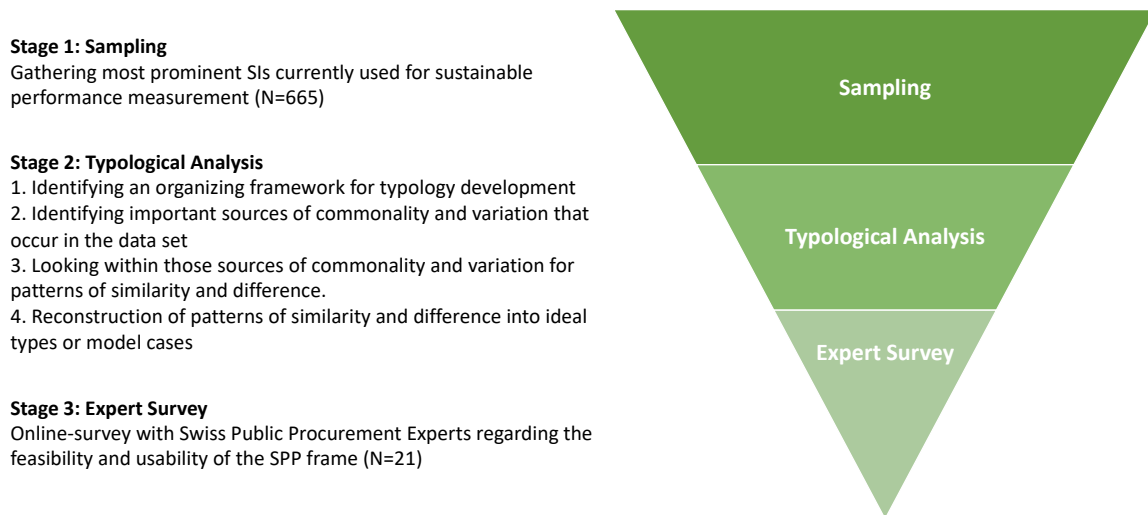 Stage 1: Sampling
Gathering most prominent SIs currently used for sustainable
performance measurement (N=665)
Stage 2: Typological Analysis
1. Identifying an organizing framework for typology development
2. Identifying important sources of commonality and variation that
occur in the data set
3. Looking within those sources of commonality and variation for
patterns of similarity and difference.
4. Reconstruction of patterns of similarity and difference into ideal
types or model cases
Stage 3: Expert Survey
Online-survey with Swiss Public Procurement Experts regarding the
feasibility and usability of the SPP frame (N=21)
Sampling
Typological Analysis
Expert Survey